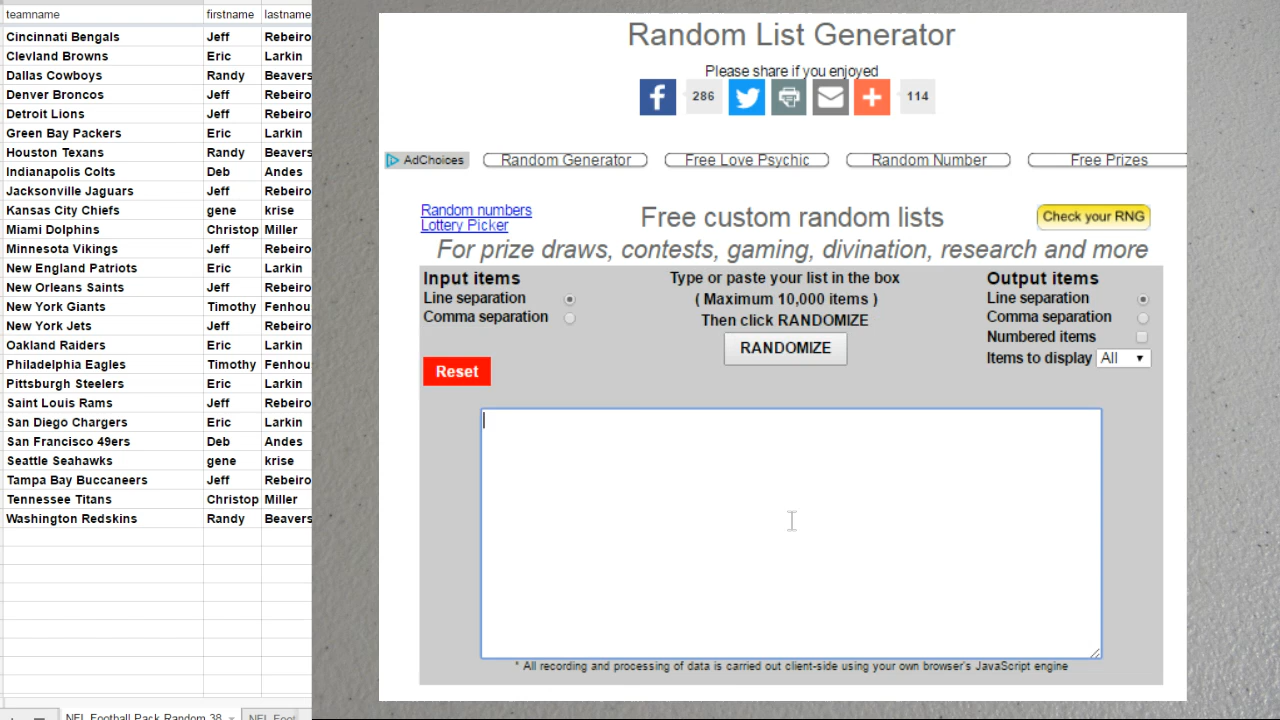 teamname firstname lastname
Cincinnati Bengals Jeff Rebeiro
Clevland Browns Eric Larkin
Dallas Cowboys Randy Beavers
Denver Broncos Jeff Rebeiro
Detroit Lions Jeff Rebeiro
Green Bay Packers Eric Larkin
Houston Texans Randy Beavers
Indianapolis Colts Deb Andes
Jacksonville Jaguars Jeff Rebeiro
Kansas City Chiefs gene krise
Miami Dolphins Christop Miller
Minnesota Vikings Jeff Rebeiro
New England Patriots Eric Larkin
New Orleans Saints Jeff Rebeiro
New York Giants Timothy Fenhou
New York Jets Jeff Rebeiro
Oakland Raiders Eric Larkin
Philadelphia Eagles Timothy Fenhou
Pittsburgh Steelers Eric Larkin
Saint Louis Rams Jeff Rebeiro
San Diego Chargers Eric Larkin
San Francisco 49ers Deb Andes
Seattle Seahawks gene krise
Tampa Bay Buccaneers Jeff Rebeiro
Tennessee Titans Christop Miller
Washington Redskins Randy Beavers
NFL Football Pack Random 38 NFL Foot
Random List Generator
Please share if you enjoyed
286 114
AdChoices Random Generator Free Love Psychic Random Number Free Prizes
Random numbers
Lottery Picker
Free custom random lists
Check your RNG
For prize draws, contests, gaming, divination, research and more
Input items
Line separation
Comma separation
Reset
Type or paste your list in the box
( Maximum 10,000 items )
Then click RANDOMIZE
RANDOMIZE
Output items
Line separation
Comma separation
Numbered items
Items to display All
* All recording and processing of data is carried out client-side using your own browser's JavaScript engine